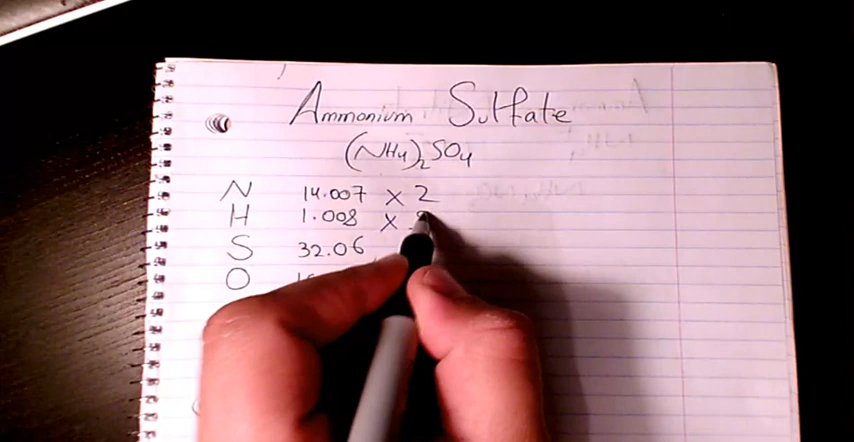 Ammonium Sulfate
(NH4)2SO4
N 14.007 × 2
H 1.008 ×
S 32.06
O